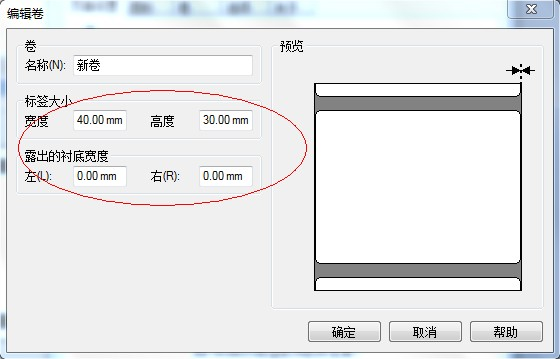 编辑卷
卷
名称(N): 新卷
标签大小
宽度 40.00 mm 高度 30.00 mm
露出的衬底宽度
左(L): 0.00 mm 右(R): 0.00 mm
预览
确定 取消 帮助